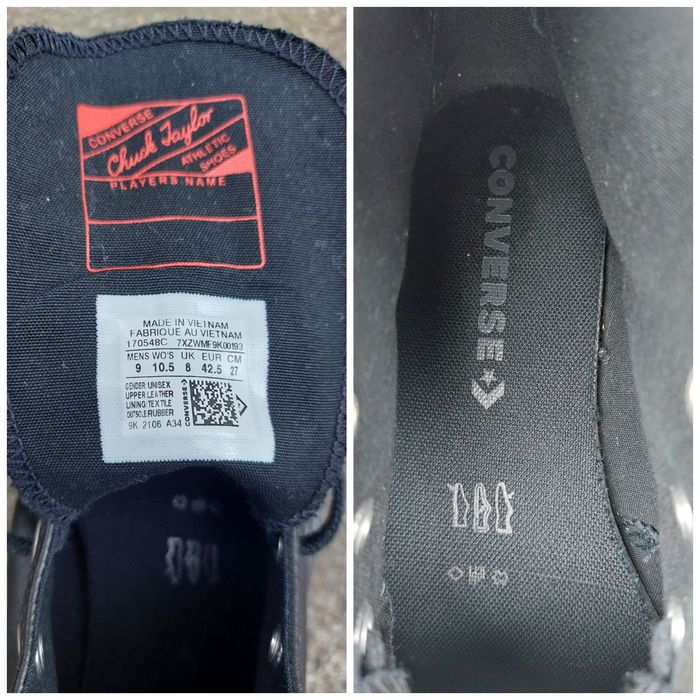 CONVERSE
Chuck Taylor
ATHLETIC
SHOES
PLAYERS NAME
MADE IN VIETNAM
FABRIQUE AU VIETNAM
170548C 7XZWMF9K00193
MENS WO'S UK EUR CM
9 10.5 8 42.5 27
GENDER: UNISEX
UPPER: LEATHER
LINING: TEXTILE
OUTSOLE: RUBBER
CONVERSE
9K 2106 A34
CONVERSE